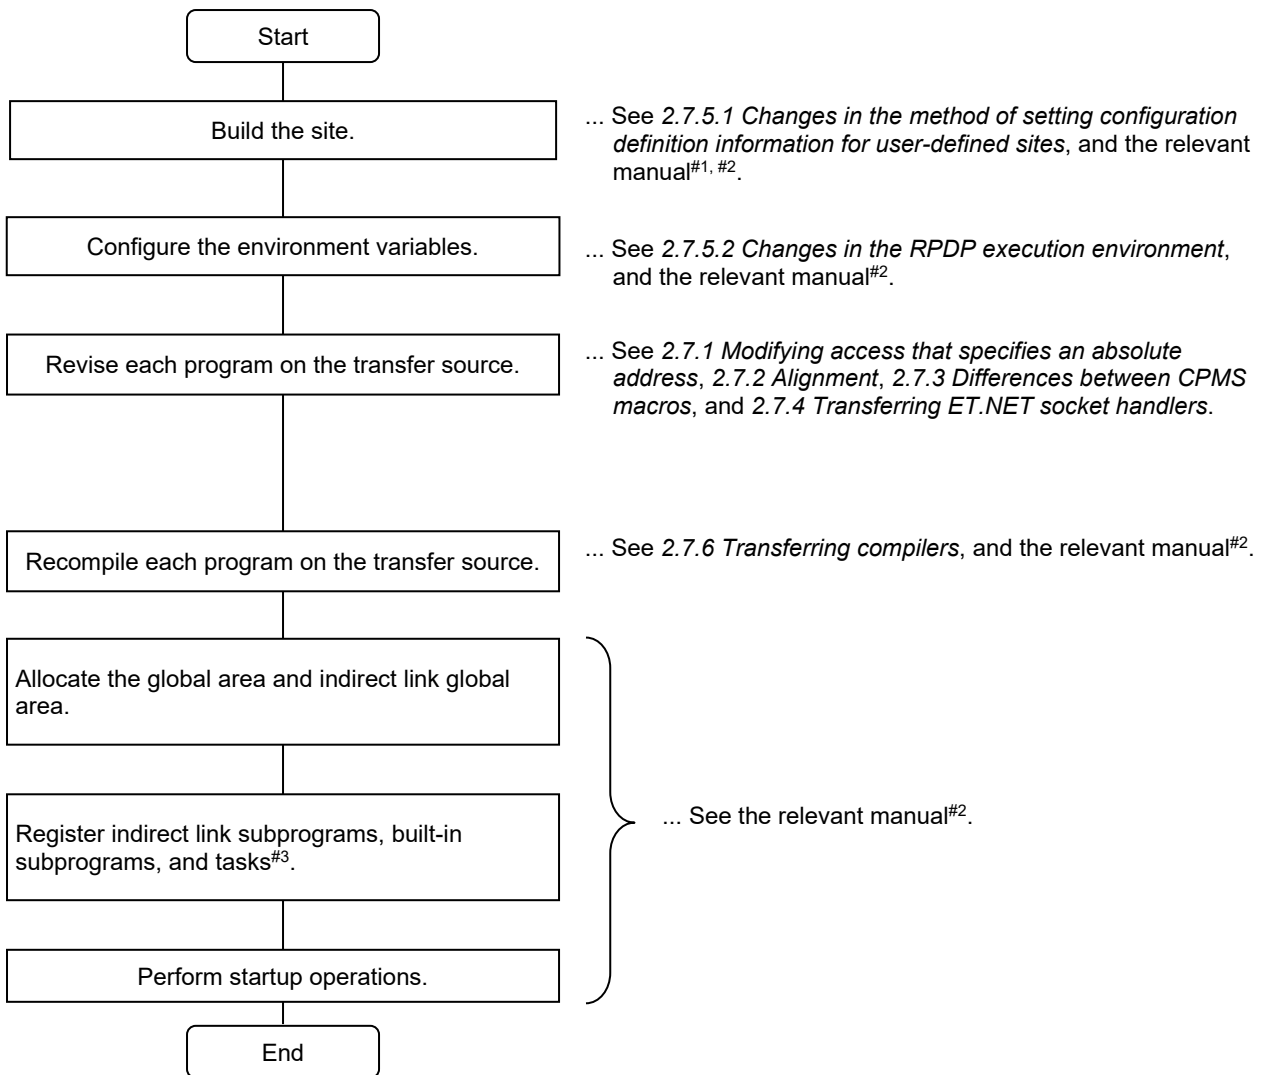 Start
Build the site.
... See 2.7.5.1 Changes in the method of setting configuration
definition information for user-defined sites, and the relevant
manual#1, #2.
Configure the environment variables.
... See 2.7.5.2 Changes in the RPDP execution environment,
and the relevant manual#2.
Revise each program on the transfer source.
... See 2.7.1 Modifying access that specifies an absolute
address, 2.7.2 Alignment, 2.7.3 Differences between CPMS
macros, and 2.7.4 Transferring ET.NET socket handlers.
Recompile each program on the transfer source.
... See 2.7.6 Transferring compilers, and the relevant manual#2.
Allocate the global area and indirect link global
area.
Register indirect link subprograms, built-in
subprograms, and tasks#3.
... See the relevant manual#2.
Perform startup operations.
End